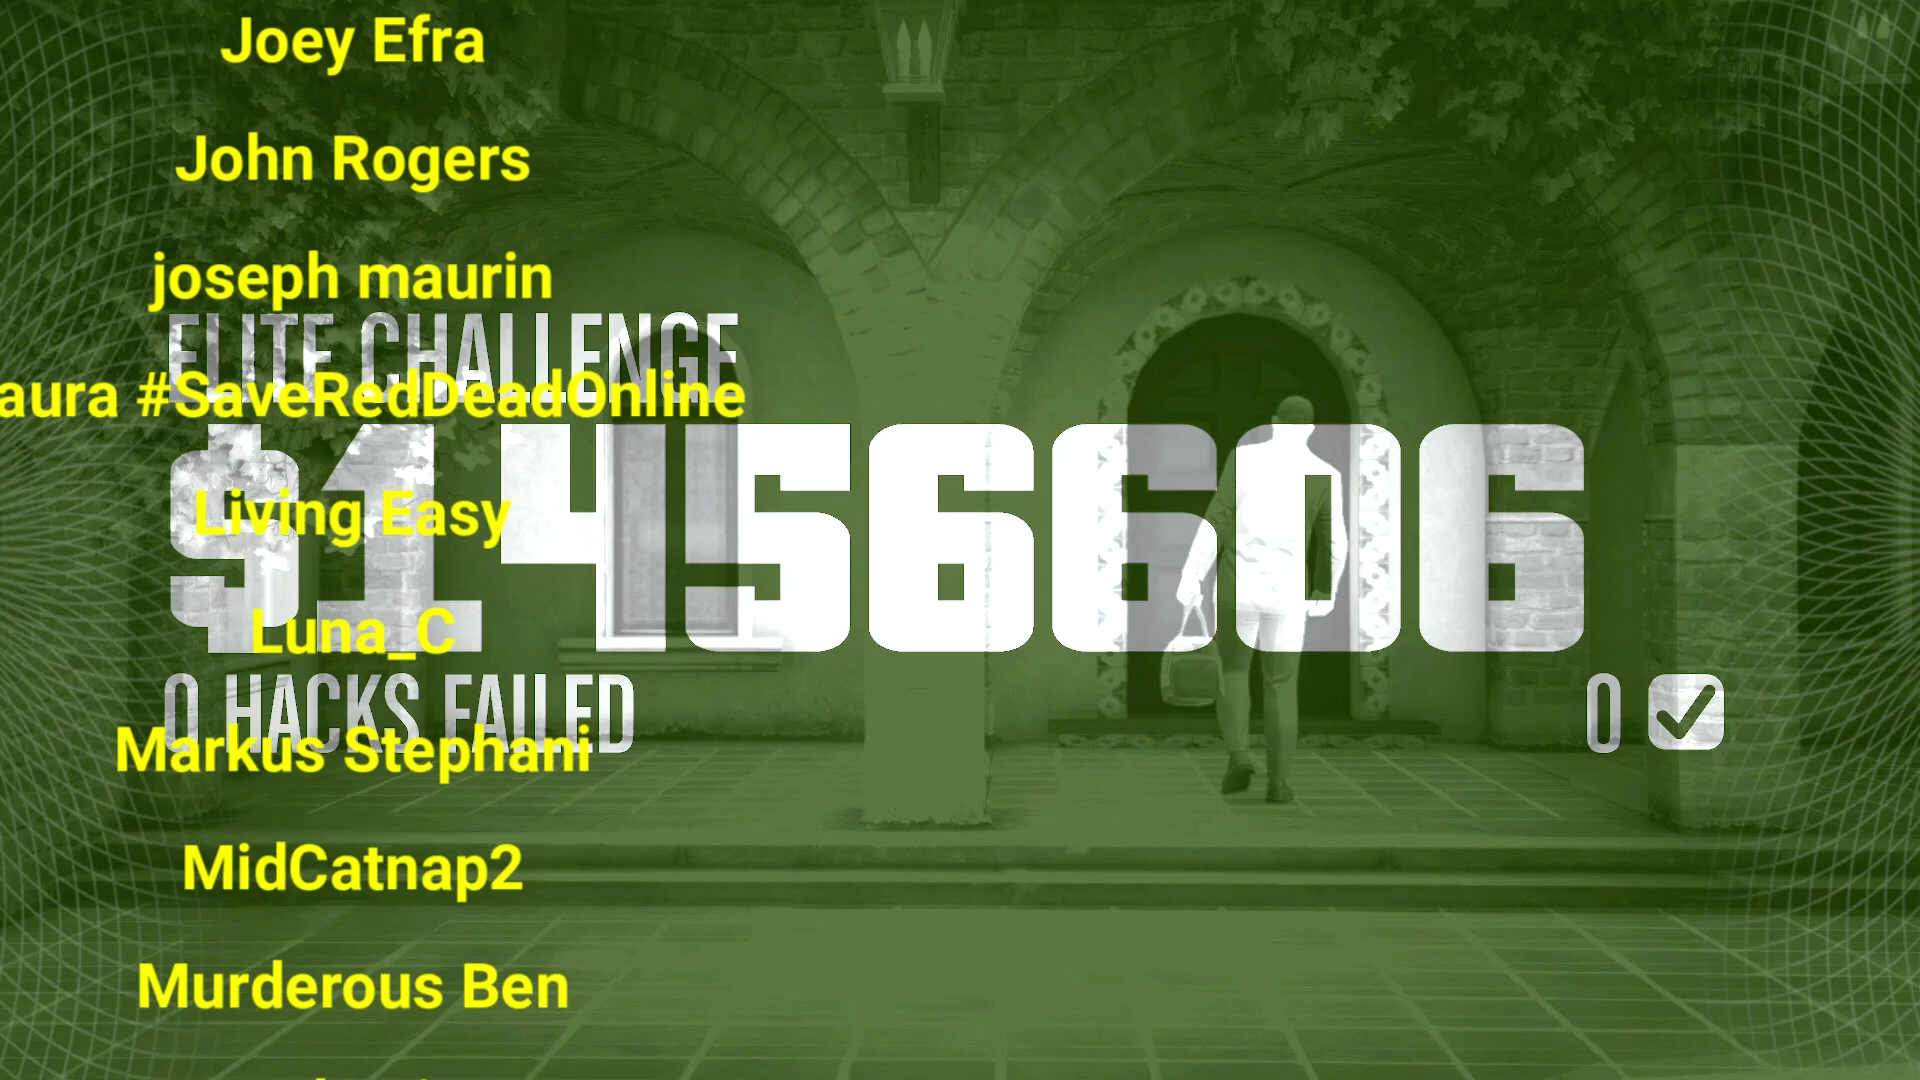 Joey Efra
John Rogers
joseph maurin
ELITE CHALLENGE
aura #SaveRedDeadOnline
$1456606
Living Easy
Luna_C
0 HACKS FAILED 0
Markus Stephani
MidCatnap2
Murderous Ben